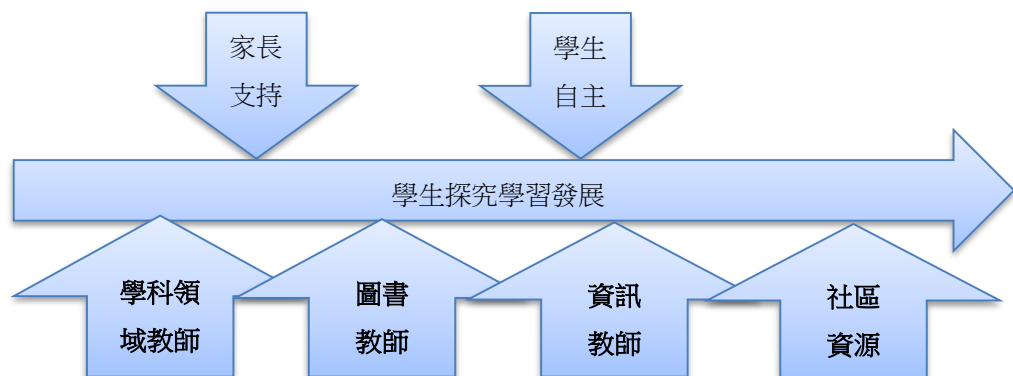 家長
支持
學生
自主
學生探究學習發展
學科領
域教師
圖書
教師
資訊
教師
社區
資源